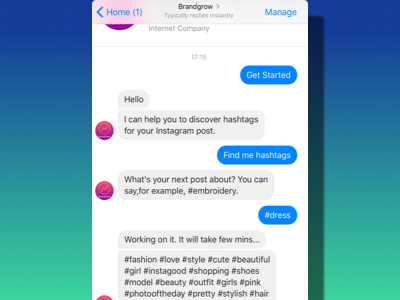 Home (1)
Brandgrow
Typically replies instantly
Manage
Internet Company
17:15
Get Started
Hello
I can help you to discover hashtags
for your Instagram post.
Find me hashtags
What's your next post about? You can
say,for example, #embroidery.
#dress
Working on it. It will take few mins...
#fashion #love #style #cute #beautiful
#girl #instagood #shopping #shoes
#model #beauty #outfit #girls #pink
#photooftheday #pretty #stylish #hair